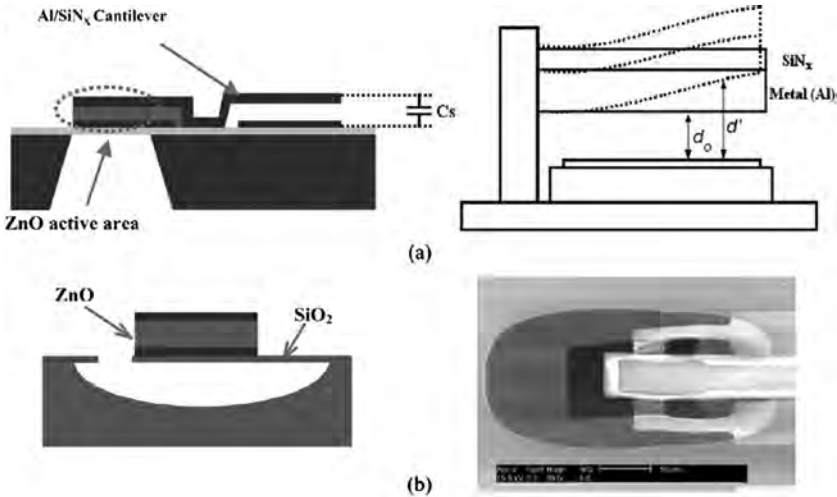 Al/SiNx Cantilever
Cs
ZnO active area
SiNx
Metal (Al)
do
d'
(a)
ZnO
SiO2
(b)